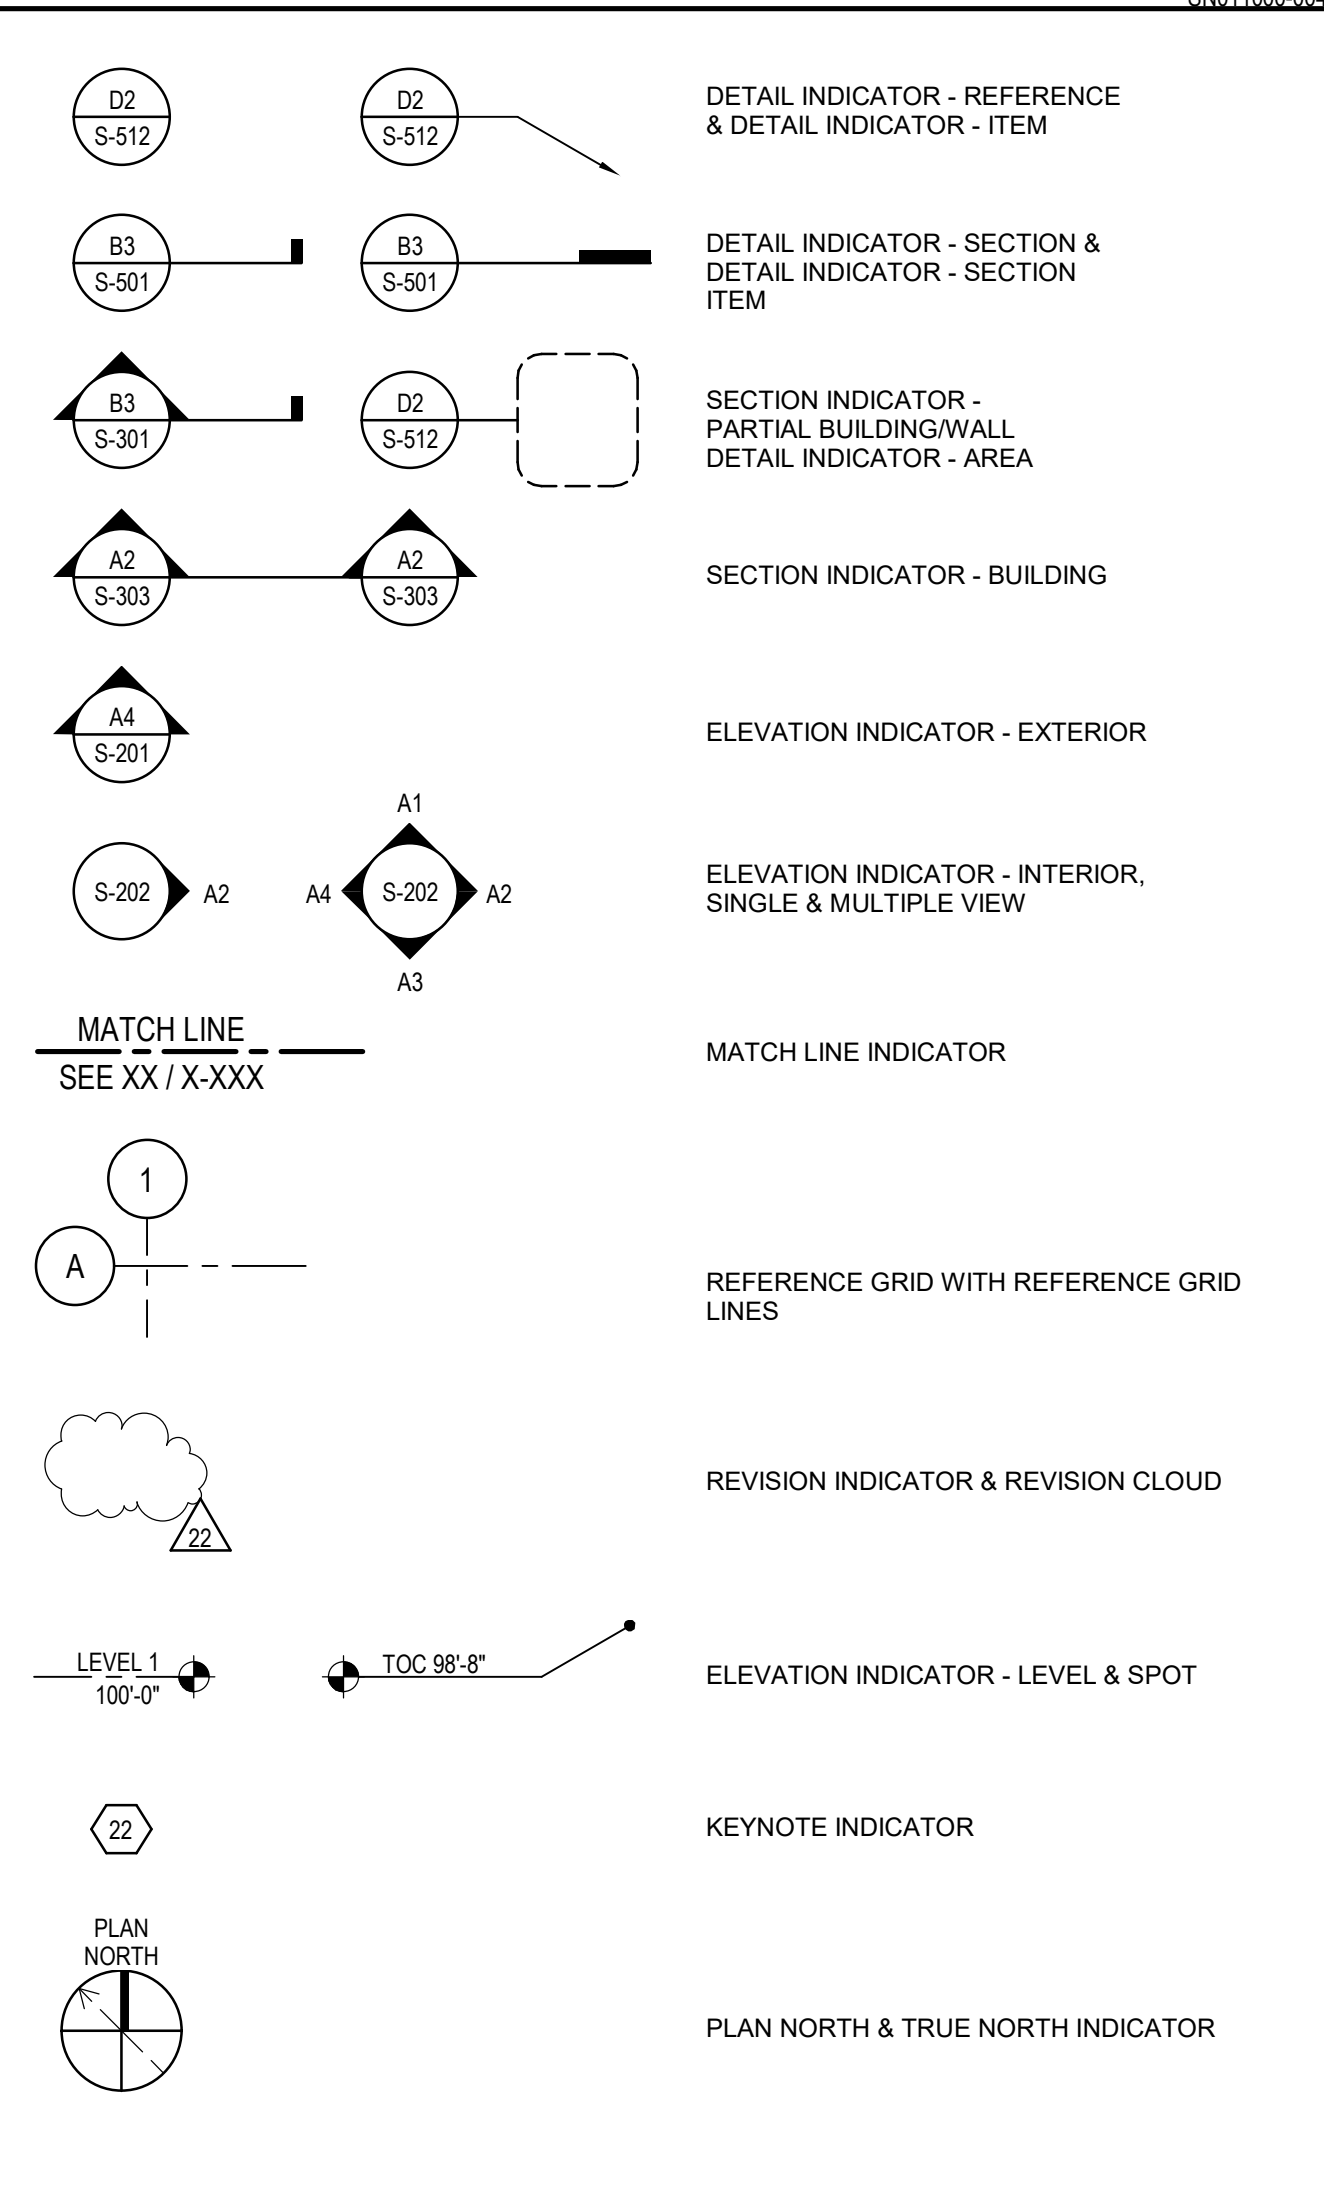 D2 D2
S-512 S-512
DETAIL INDICATOR - REFERENCE
& DETAIL INDICATOR - ITEM
B3 B3
S-501 S-501
DETAIL INDICATOR - SECTION &
DETAIL INDICATOR - SECTION
ITEM
B3 D2
S-301 S-512
SECTION INDICATOR -
PARTIAL BUILDING/WALL
DETAIL INDICATOR - AREA
A2 A2
S-303 S-303
SECTION INDICATOR - BUILDING
A4
S-201
ELEVATION INDICATOR - EXTERIOR
A1
S-202 A2 A4 S-202 A2
A3
ELEVATION INDICATOR - INTERIOR,
SINGLE & MULTIPLE VIEW
MATCH LINE
SEE XX / X-XXX
MATCH LINE INDICATOR
1
A
REFERENCE GRID WITH REFERENCE GRID
LINES
22
REVISION INDICATOR & REVISION CLOUD
LEVEL 1
100'-0"
TOC 98'-8"
ELEVATION INDICATOR - LEVEL & SPOT
22
KEYNOTE INDICATOR
PLAN
NORTH
PLAN NORTH & TRUE NORTH INDICATOR